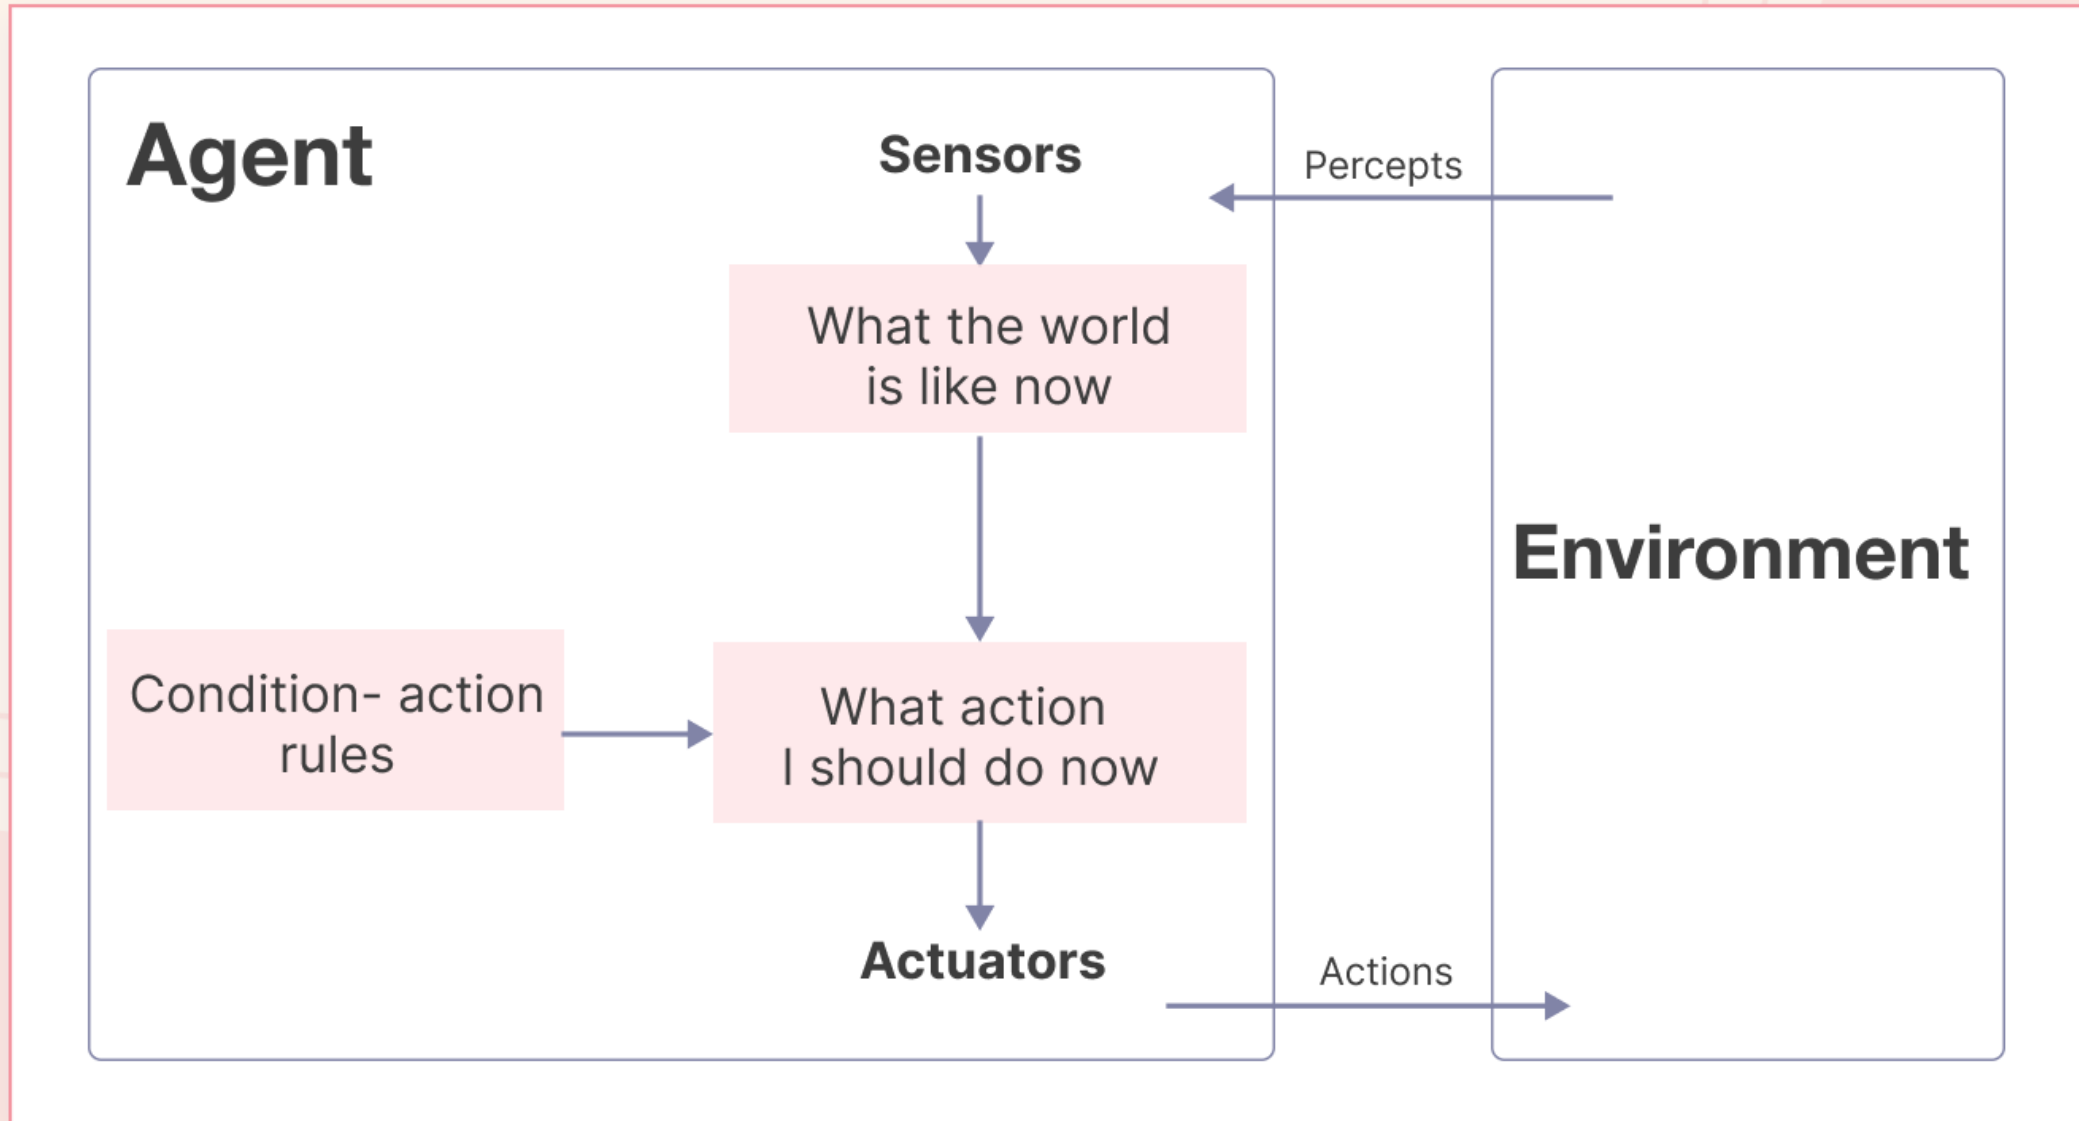 Agent
Sensors
Percepts
What the world
is like now
Environment
Condition- action
rules
What action
I should do now
Actuators
Actions